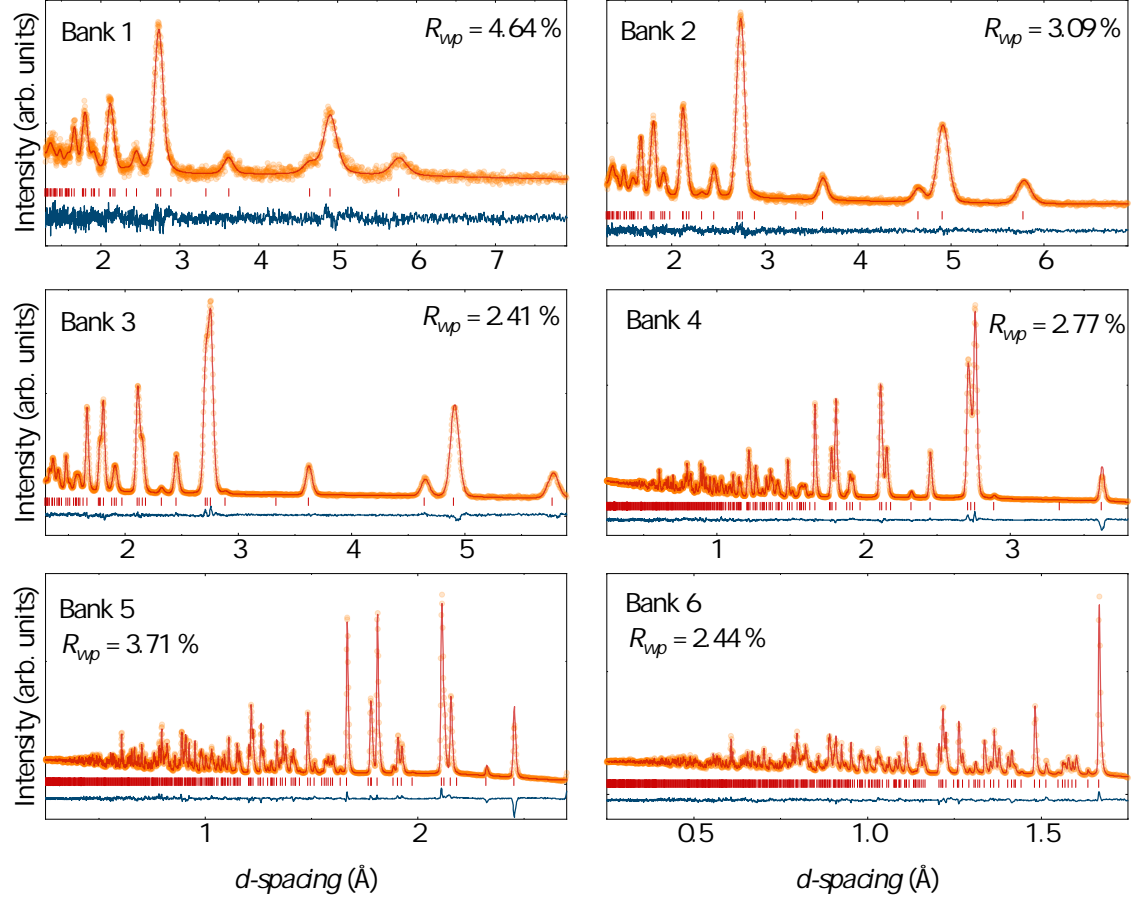 Bank 1
R_wp = 4.64 %
Intensity (arb. units)
2 3 4 5 6 7
Bank 2
R_wp = 3.09 %
2 3 4 5 6
Bank 3
R_wp = 2.41 %
Intensity (arb. units)
2 3 4 5
Bank 4
R_wp = 2.77 %
1 2 3
Bank 5
R_wp = 3.71 %
Intensity (arb. units)
1 2
d-spacing (Å)
Bank 6
R_wp = 2.44 %
0.5 1.0 1.5
d-spacing (Å)